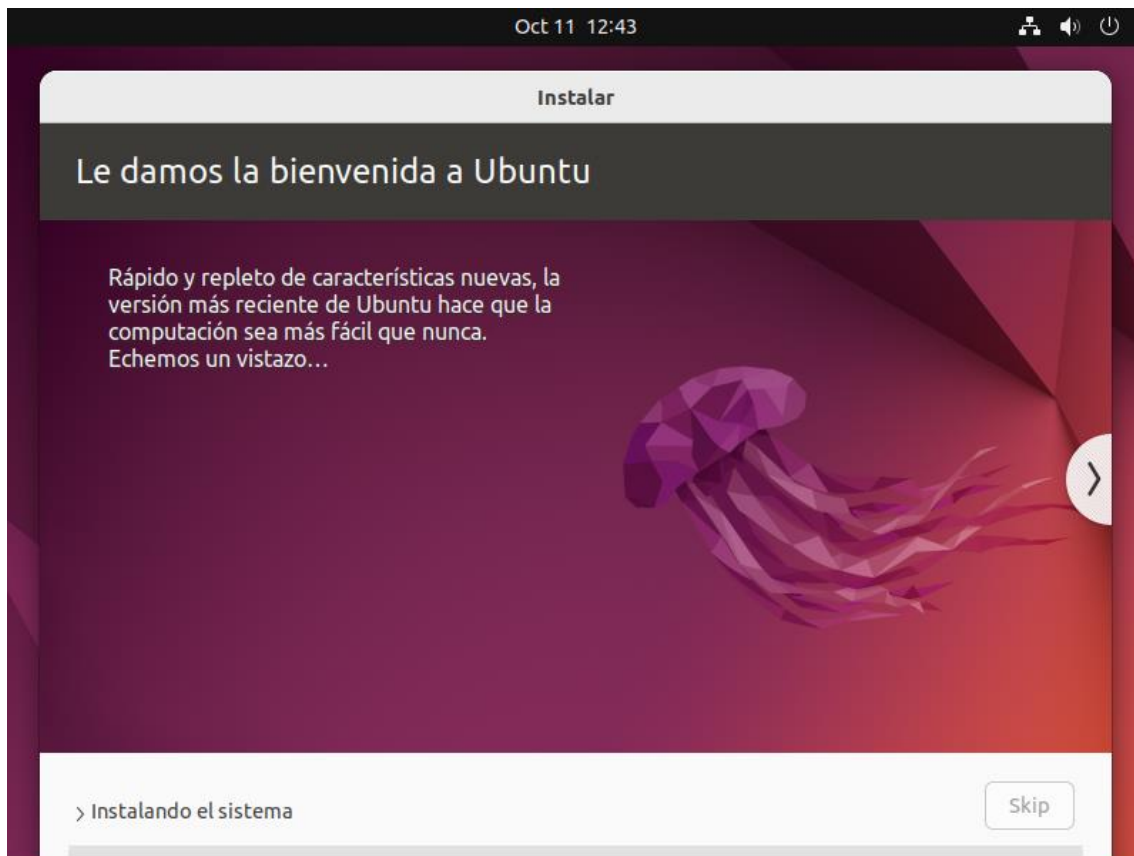 Oct 11 12:43
Instalar
Le damos la bienvenida a Ubuntu
Rápido y repleto de características nuevas, la
versión más reciente de Ubuntu hace que la
computación sea más fácil que nunca.
Echemos un vistazo...
Instalando el sistema
Skip